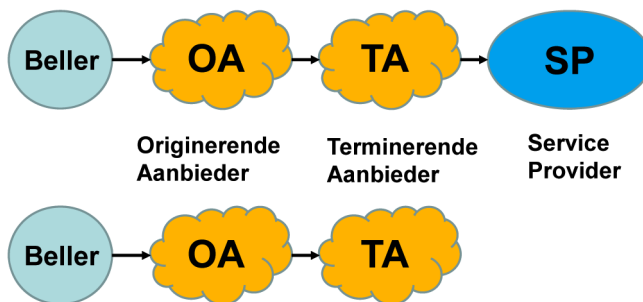 Beller OA TA SP
Originerende Aanbieder
Terminerende Aanbieder
Service Provider
Beller OA TA